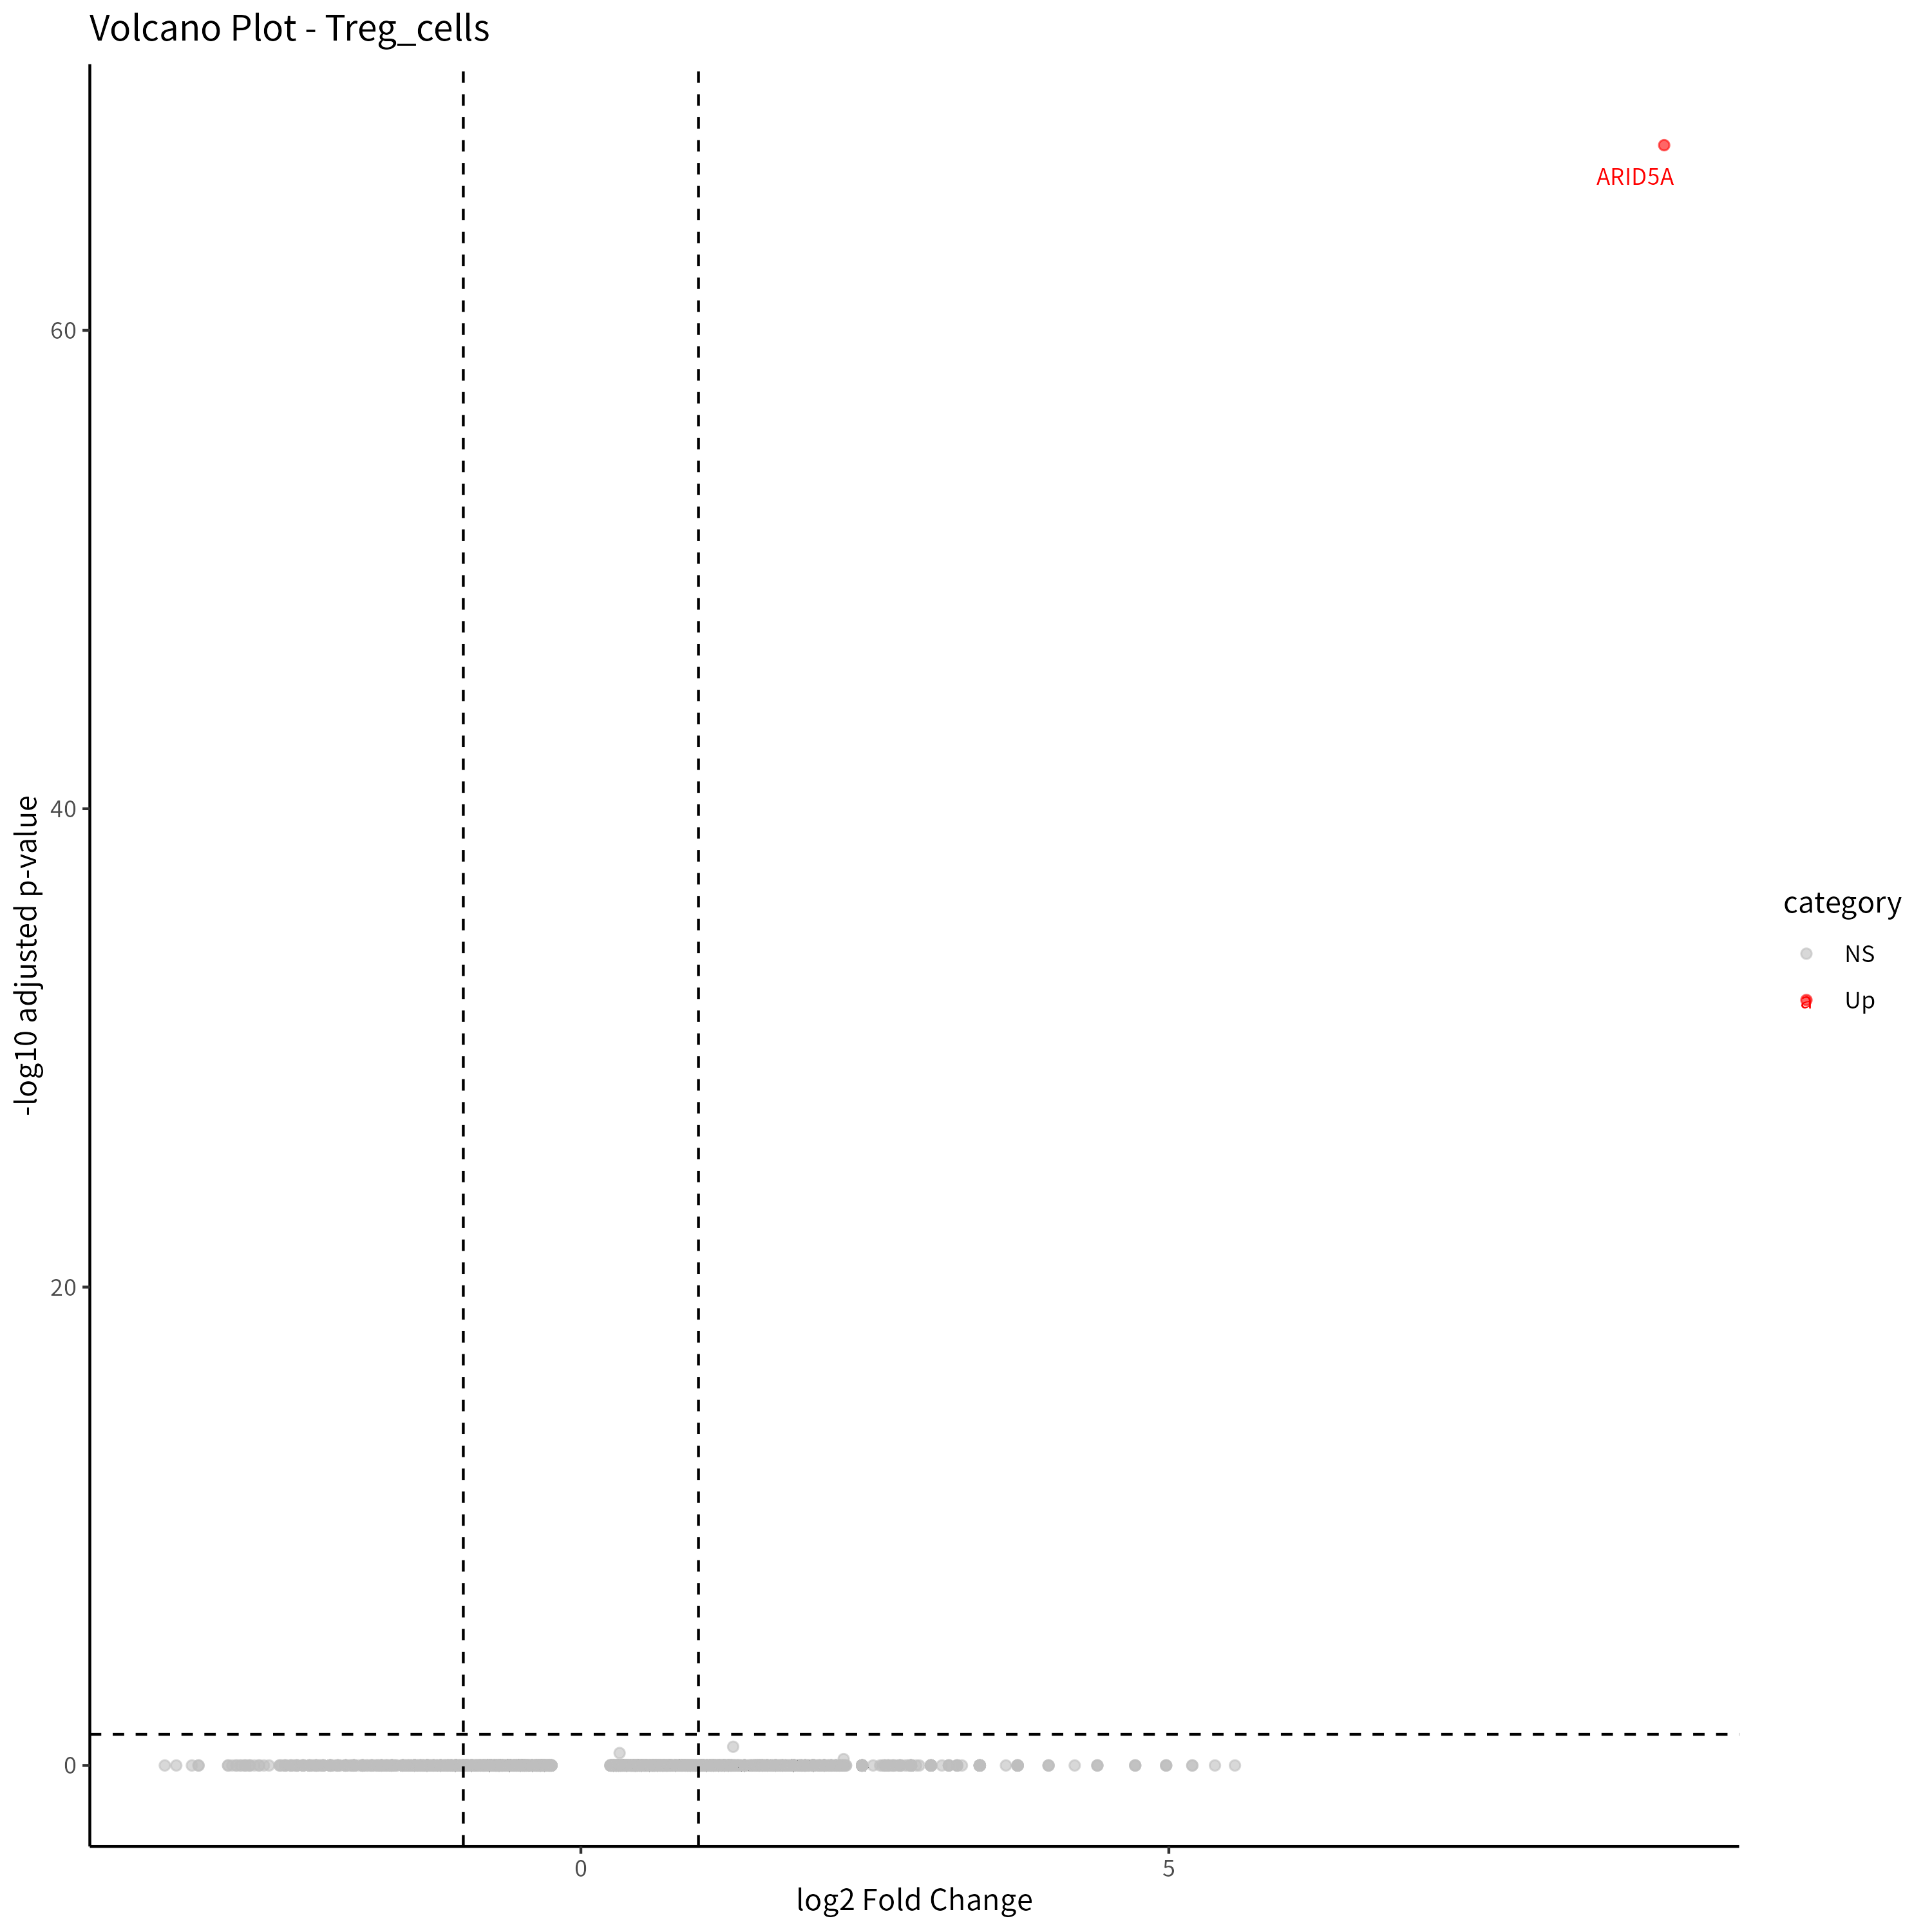 Volcano Plot - Treg_cells
ARID5A
60
40
20
0
-log10 adjusted p-value
0
5
log2 Fold Change
category
NS
a Up